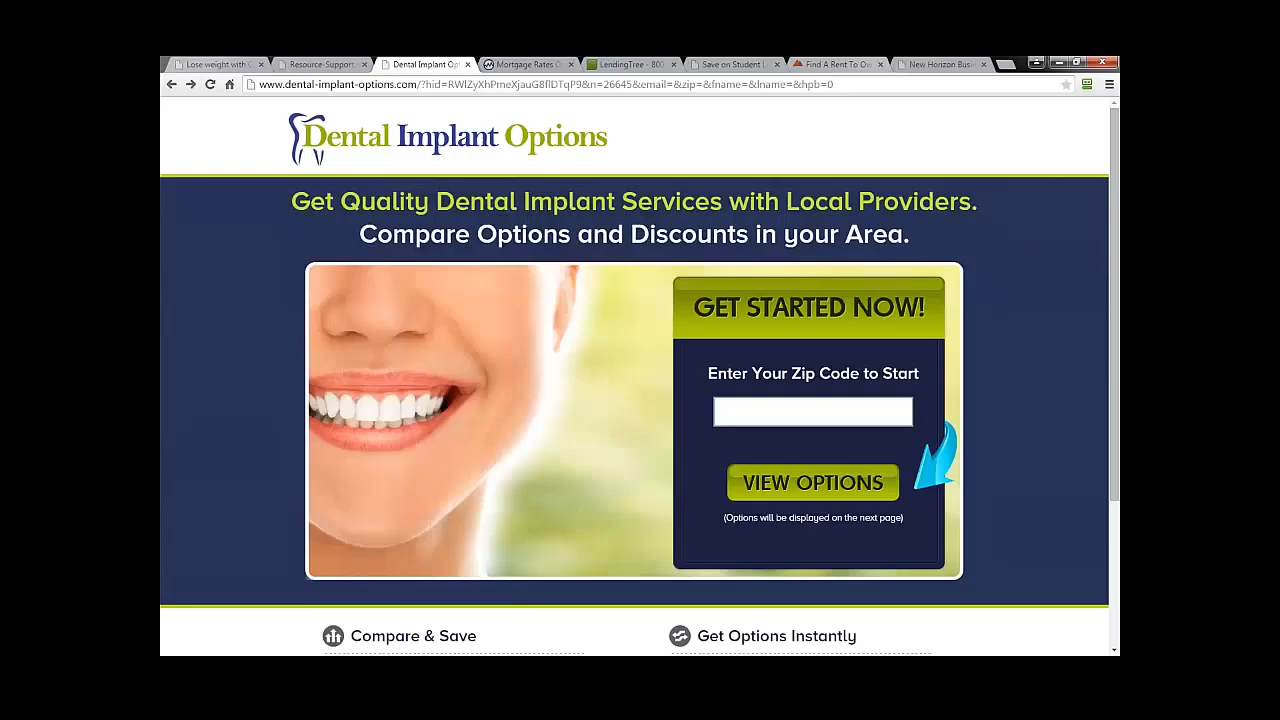 Lose weight with G
Resource-Support
Dental Implant Op
Mortgage Rates O
LendingTree - 800
Save on Student L
Find A Rent To Ow
New Horizon Busi
www.dental-implant-options.com/?hid=RWlZyXhPmeXjauG8flDTqP9&n=26645&email=&zip=&fname=&lname=&hpb=0
Dental Implant Options
Get Quality Dental Implant Services with Local Providers.
Compare Options and Discounts in your Area.
GET STARTED NOW!
Enter Your Zip Code to Start
VIEW OPTIONS
(Options will be displayed on the next page)
Compare & Save
Get Options Instantly